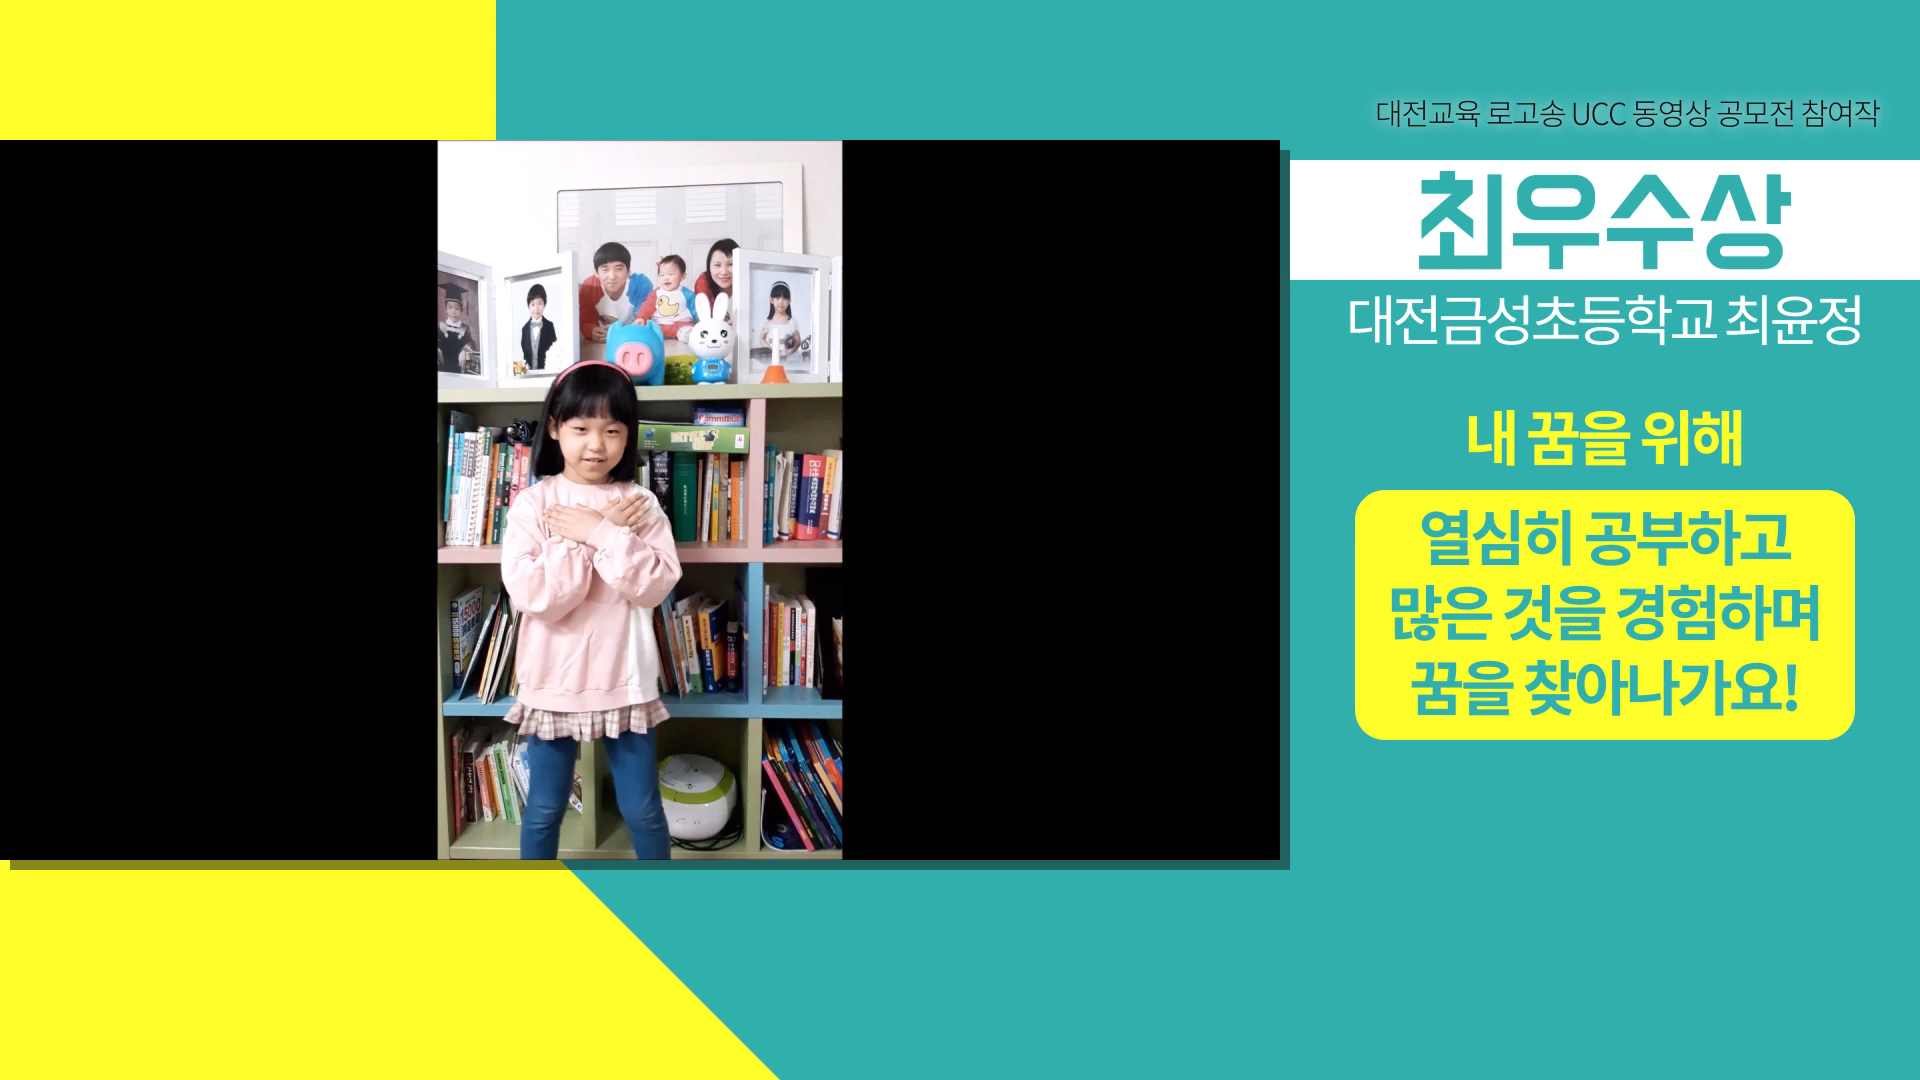 대전교육 로고송 UCC 동영상 공모전 참여작
최우수상
대전금성초등학교 최윤정
내 꿈을 위해
열심히 공부하고
많은 것을 경험하며
꿈을 찾아나가요!